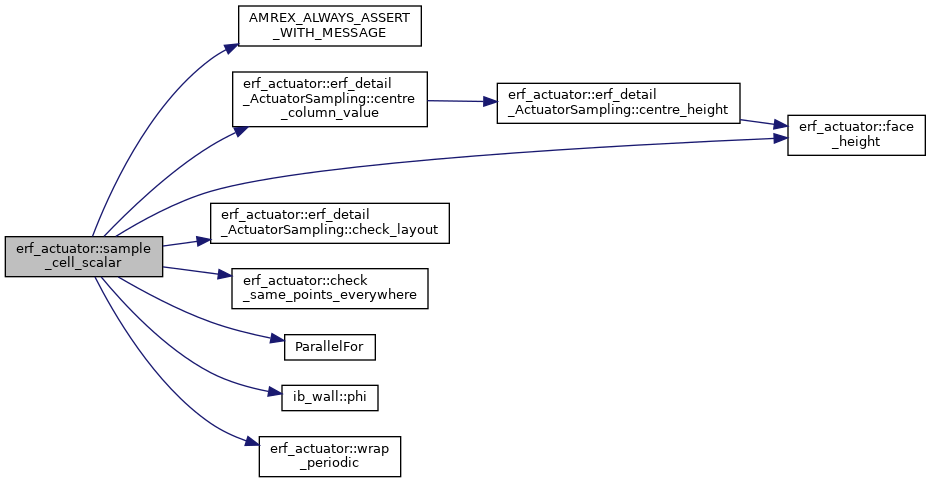 AMREX_ALWAYS_ASSERT
_WITH_MESSAGE
erf_actuator::erf_detail
_ActuatorSampling::centre
_column_value
erf_actuator::erf_detail
_ActuatorSampling::centre_height
erf_actuator::face
_height
erf_actuator::sample
_cell_scalar
erf_actuator::erf_detail
_ActuatorSampling::check_layout
erf_actuator::check
_same_points_everywhere
ParallelFor
ib_wall::phi
erf_actuator::wrap
_periodic